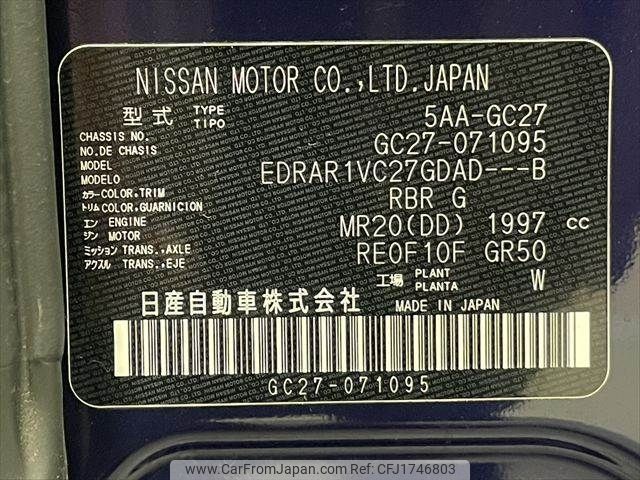 NISSAN MOTOR CO.,LTD.JAPAN
型式 TYPE TIPO 5AA-GC27
CHASSIS NO. NO.DE CHASIS GC27-071095
MODEL MODELO EDRAR1VC27GDAD---B
カラー COLOR,TRIM トリム COLOR,GUARNICION RBR G
エンジン ENGINE MOTOR MR20(DD) 1997 CC
ミッション TRANS.,AXLE アクスル TRANS.,EJE RE0F10F GR50
工場 PLANT PLANTA W
日産自動車株式会社 MADE IN JAPAN
GC27-071095
www.CarFromJapan.com | Car ID: CFJ1746803